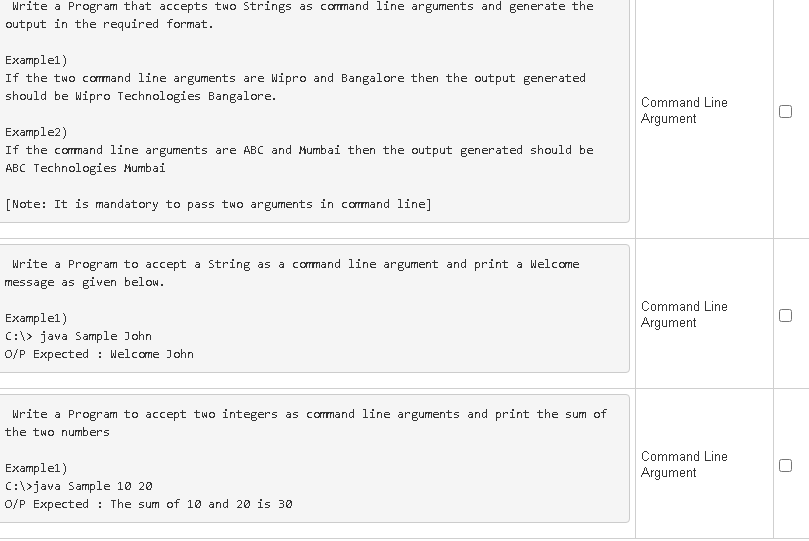 Write a Program that accepts two Strings as command line arguments and generate the
output in the required format.
Example1)
If the two command line arguments are Wipro and Bangalore then the output generated
should be Wipro Technologies Bangalore.
Example2)
If the command line arguments are ABC and Mumbai then the output generated should be
ABC Technologies Mumbai
[Note: It is mandatory to pass two arguments in command line]
Command Line
Argument
Write a Program to accept a String as a command line argument and print a Welcome
message as given below.
Example1)
C:\> java Sample John
O/P Expected : Welcome John
Command Line
Argument
Write a Program to accept two integers as command line arguments and print the sum of
the two numbers
Example1)
C:\>java Sample 10 20
O/P Expected : The sum of 10 and 20 is 30
Command Line
Argument